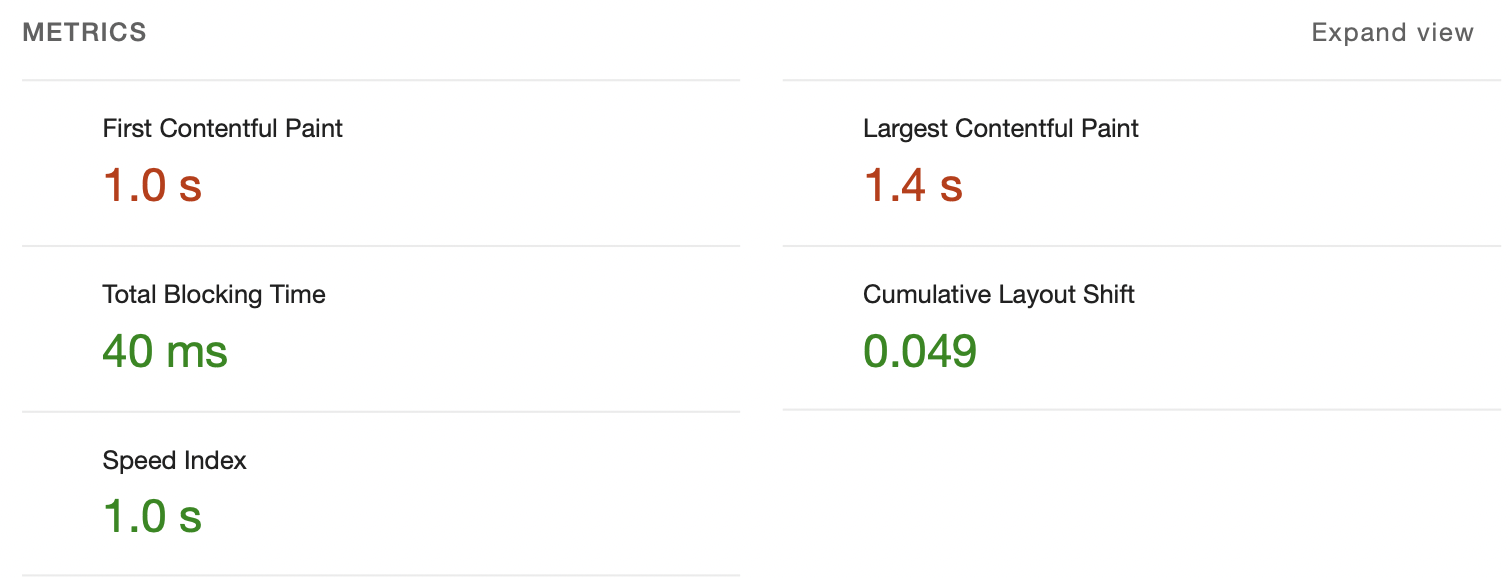 METRICS
Expand view
First Contentful Paint
1.0 s
Largest Contentful Paint
1.4 s
Total Blocking Time
40 ms
Cumulative Layout Shift
0.049
Speed Index
1.0 s